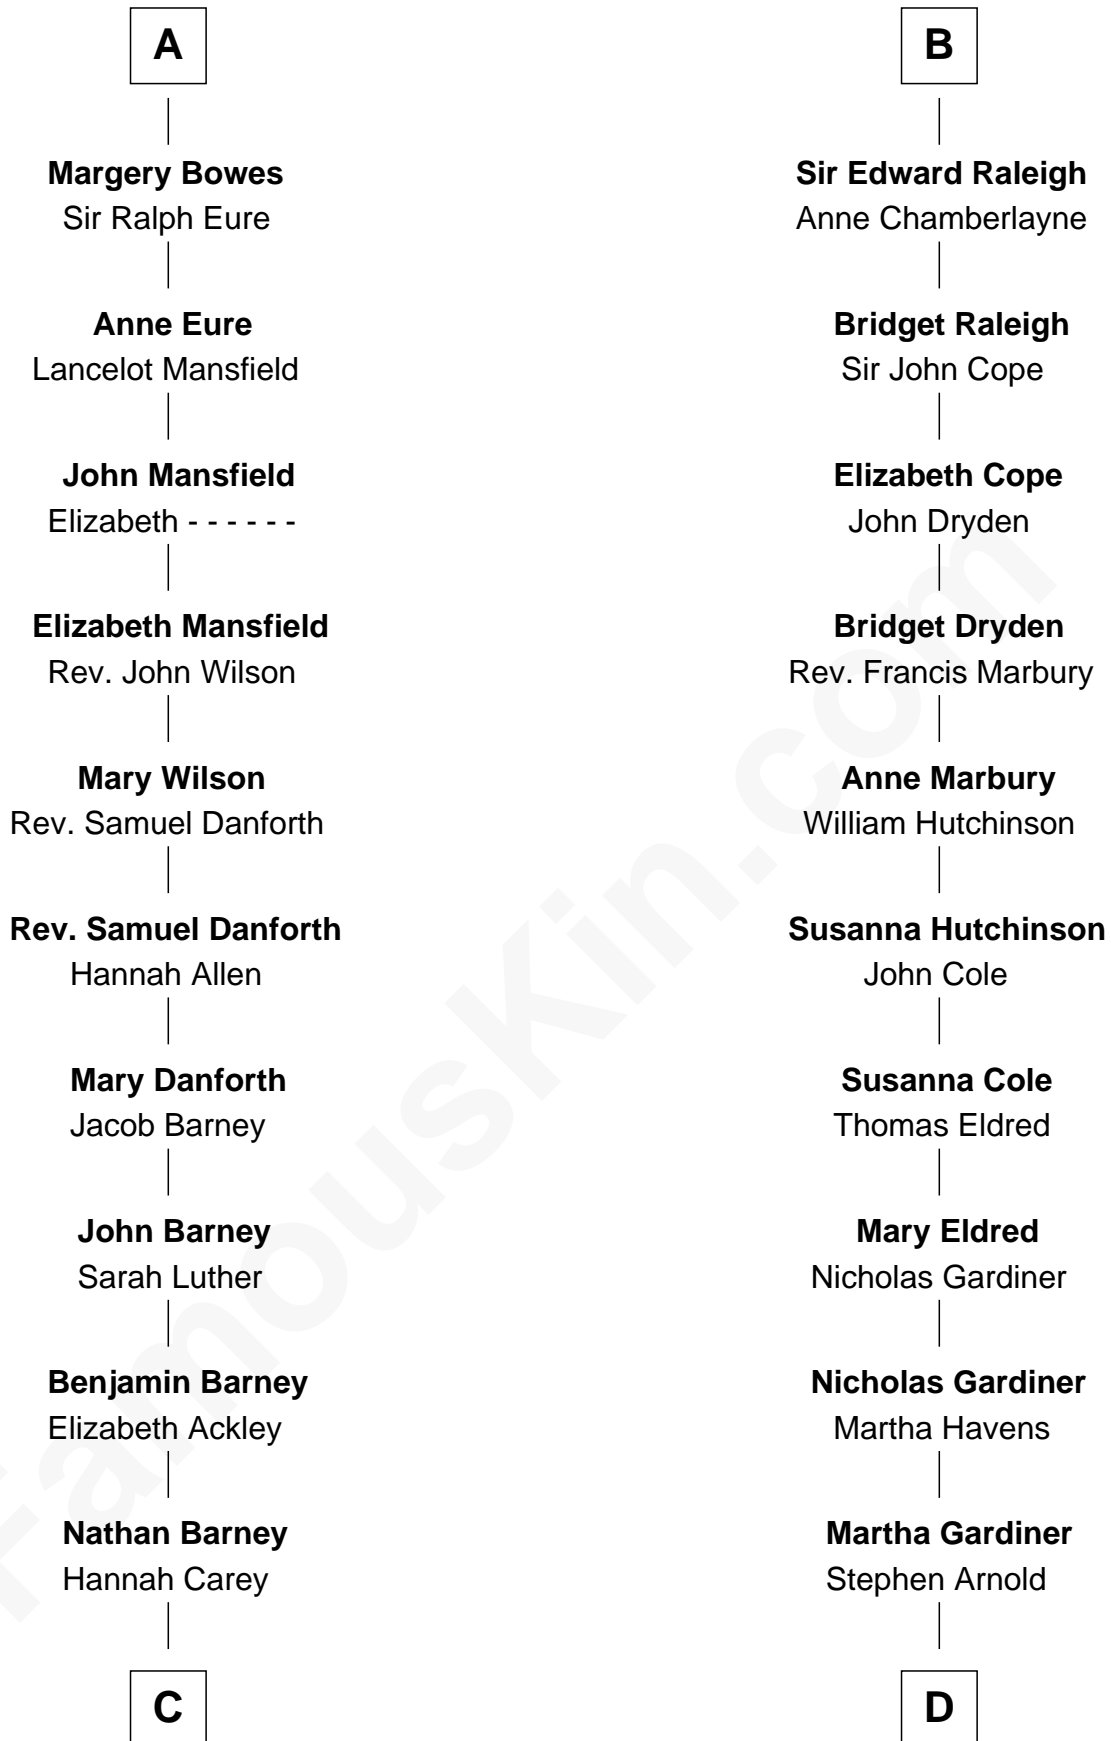 A
Margery Bowes
Sir Ralph Eure
Anne Eure
Lancelot Mansfield
John Mansfield
Elizabeth - - - - - -
Elizabeth Mansfield
Rev. John Wilson
Mary Wilson
Rev. Samuel Danforth
Rev. Samuel Danforth
Hannah Allen
Mary Danforth
Jacob Barney
John Barney
Sarah Luther
Benjamin Barney
Elizabeth Ackley
Nathan Barney
Hannah Carey
C
B
Sir Edward Raleigh
Anne Chamberlayne
Bridget Raleigh
Sir John Cope
Elizabeth Cope
John Dryden
Bridget Dryden
Rev. Francis Marbury
Anne Marbury
William Hutchinson
Susanna Hutchinson
John Cole
Susanna Cole
Thomas Eldred
Mary Eldred
Nicholas Gardiner
Nicholas Gardiner
Martha Havens
Martha Gardiner
Stephen Arnold
D
FamousKin.com